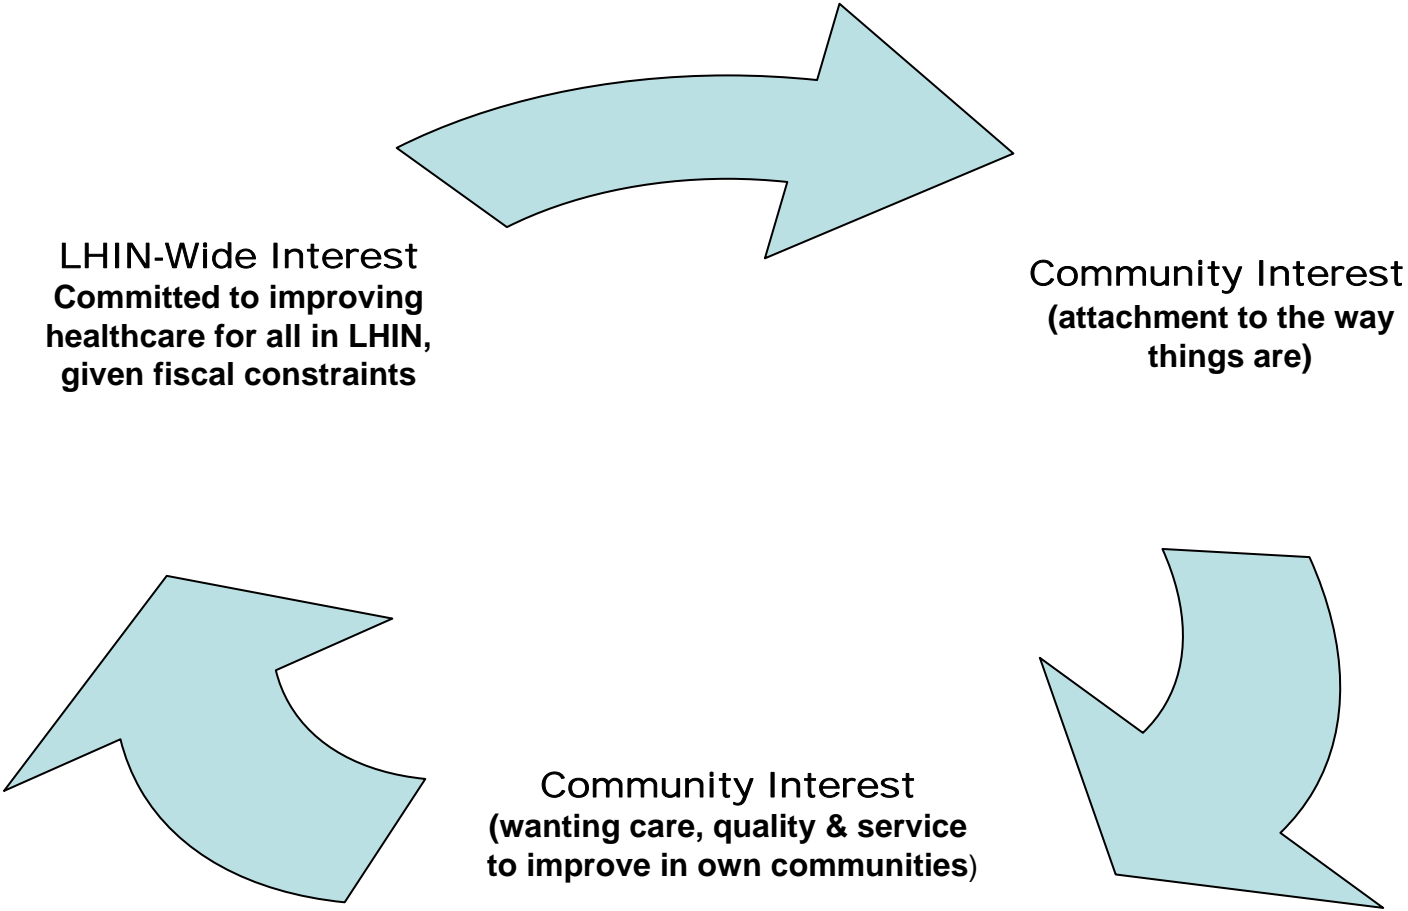 LHIN-Wide Interest
Committed to improving
healthcare for all in LHIN,
given fiscal constraints
Community Interest
(attachment to the way
things are)
Community Interest
(wanting care, quality & service
to improve in own communities)